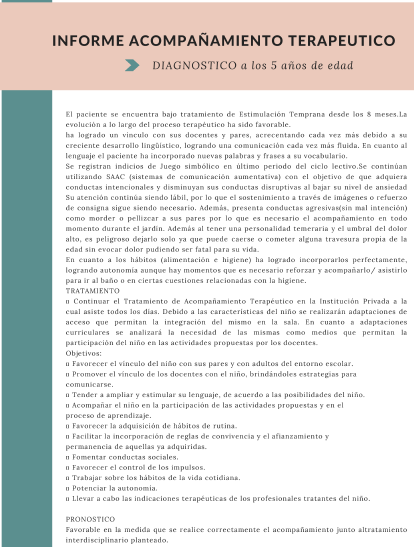 INFORME ACOMPAÑAMIENTO TERAPEUTICO
DIAGNOSTICO a los 5 años de edad
El paciente se encuentra bajo tratamiento de Estimulación Temprana desde los 8 meses.La
evolución a lo largo del proceso terapéutico ha sido favorable.
ha logrado un vínculo con sus docentes y pares, acrecentando cada vez más debido a su
creciente desarrollo lingüístico, logrando una comunicación cada vez más fluida. En cuanto al
lenguaje el paciente ha incorporado nuevas palabras y frases a su vocabulario.
Se registran indicios de Juego simbólico en último período del ciclo lectivo.Se continúan
utilizando SAAC (sistemas de comunicación aumentativa) con el objetivo de que adquiera
conductas intencionales y disminuyan sus conductas disruptivas al bajar su nivel de ansiedad
Su atención continúa siendo lábil, por lo que el sostenimiento a través de imágenes o refuerzo
de consigna sigue siendo necesario. Además, presenta conductas agresivas(sin mal intención)
como morder o pellizcar a sus pares por lo que es necesario el acompañamiento en todo
momento durante el jardín. Además al tener una personalidad temeraria y el umbral del dolor
alto, es peligroso dejarlo solo ya que puede caerse o cometer alguna travesura propia de la
edad sin evocar dolor pudiendo ser fatal para su vida.
En cuanto a los hábitos (alimentación e higiene) ha logrado incorporarlos perfectamente,
logrando autonomía aunque hay momentos que es necesario reforzar y acompañarlo/ asistirlo
para ir al baño o en ciertas cuestiones relacionadas con la higiene.
TRATAMIENTO
¤ Continuar el Tratamiento de Acompañamiento Terapéutico en la Institución Privada a la
cual asiste todos los días. Debido a las características del niño se realizarán adaptaciones de
acceso que permitan la integración del mismo en la sala. En cuanto a adaptaciones
curriculares se analizará la necesidad de las mismas como medios que permitan la
participación del niño en las actividades propuestas por los docentes.
Objetivos:
¤ Favorecer el vínculo del niño con sus pares y con adultos del entorno escolar.
¤ Promover el vínculo de los docentes con el niño, brindándoles estrategias para
comunicarse.
¤ Tender a ampliar y estimular su lenguaje, de acuerdo a las posibilidades del niño.
¤ Acompañar el niño en la participación de las actividades propuestas y en el
proceso de aprendizaje.
¤ Favorecer la adquisición de hábitos de rutina.
¤ Facilitar la incorporación de reglas de convivencia y el afianzamiento y
permanencia de aquellas ya adquiridas.
¤ Fomentar conductas sociales.
¤ Favorecer el control de los impulsos.
¤ Trabajar sobre los hábitos de la vida cotidiana.
¤ Potenciar la autonomía.
¤ Llevar a cabo las indicaciones terapéuticas de los profesionales tratantes del niño.
PRONOSTICO
Favorable en la medida que se realice correctamente el acompañamiento junto altratamiento
interdisciplinario planteado.